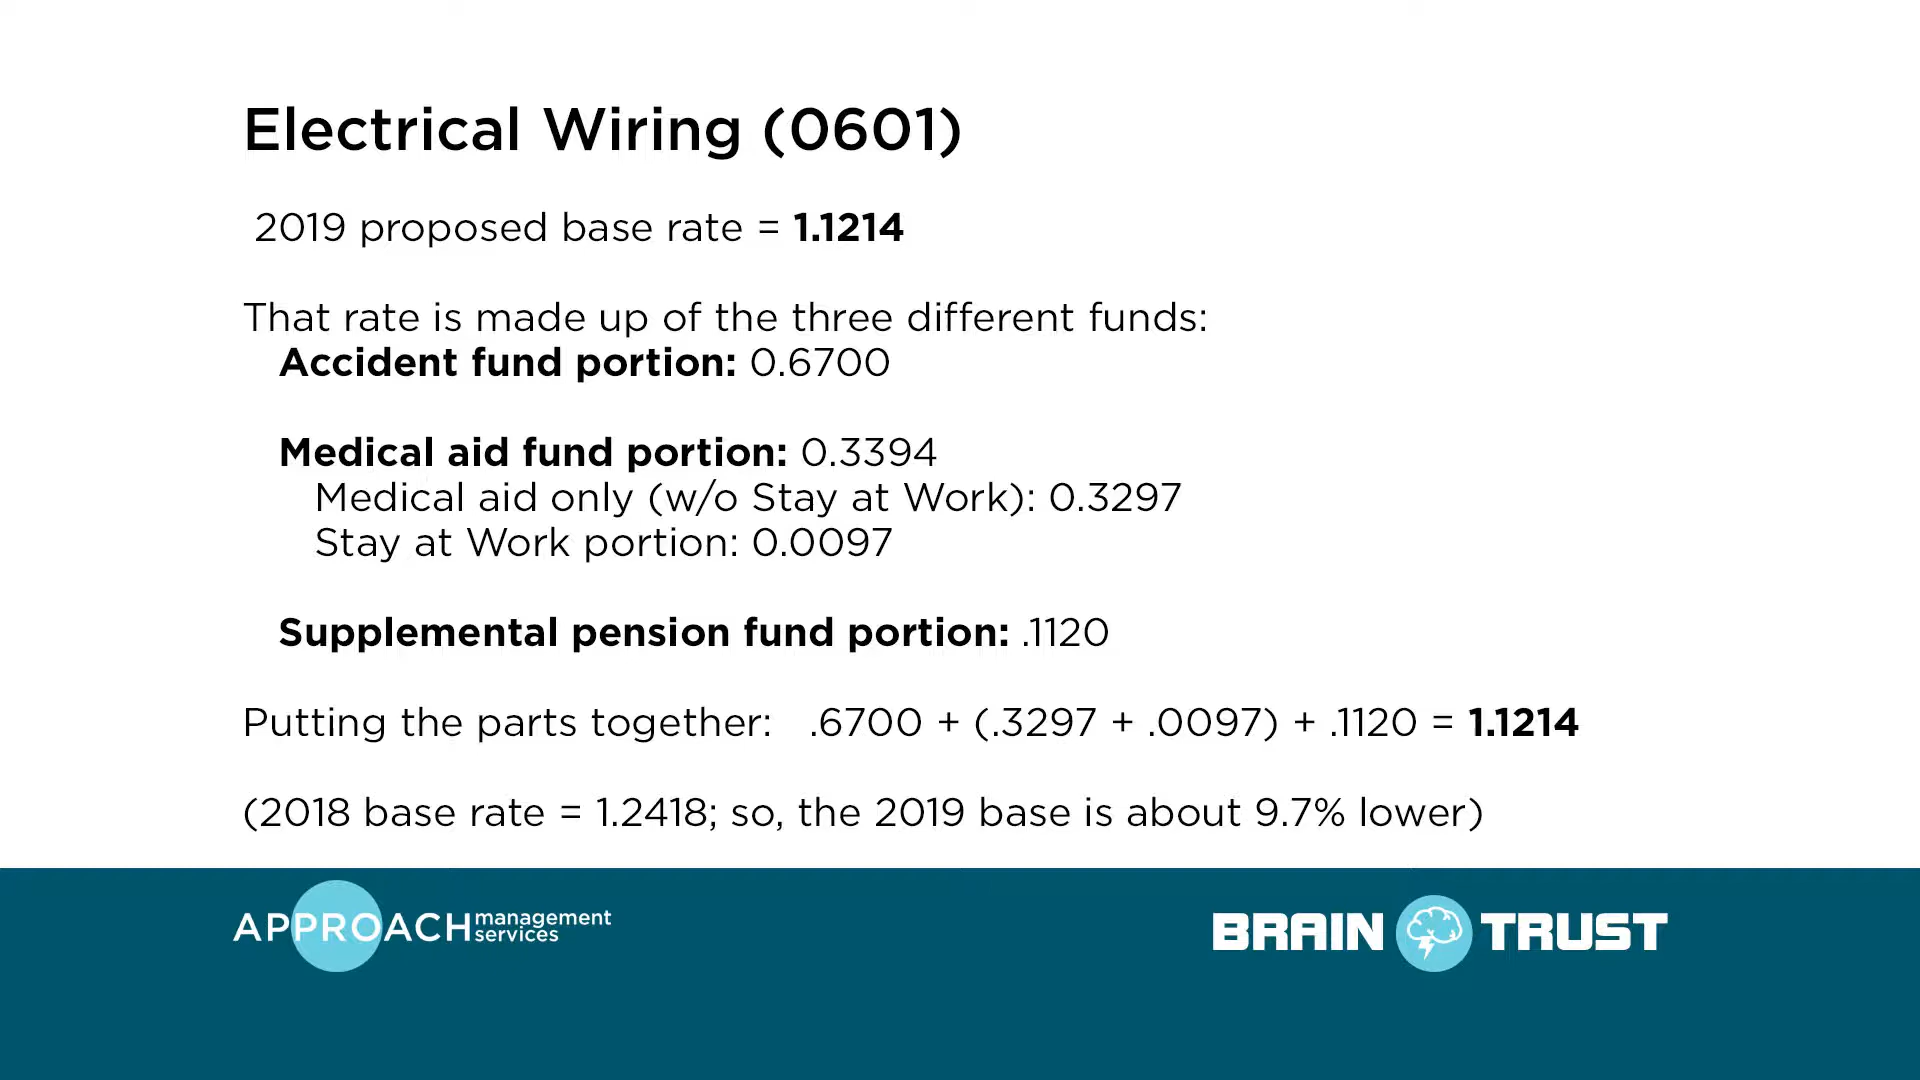 Electrical Wiring (0601)
2019 proposed base rate = 1.1214
That rate is made up of the three different funds:
Accident fund portion: 0.6700
Medical aid fund portion: 0.3394
Medical aid only (w/o Stay at Work): 0.3297
Stay at Work portion: 0.0097
Supplemental pension fund portion: .1120
Putting the parts together: .6700 + (.3297 + .0097) + .1120 = 1.1214
(2018 base rate = 1.2418; so, the 2019 base is about 9.7% lower)
APPROACH management services
BRAIN TRUST